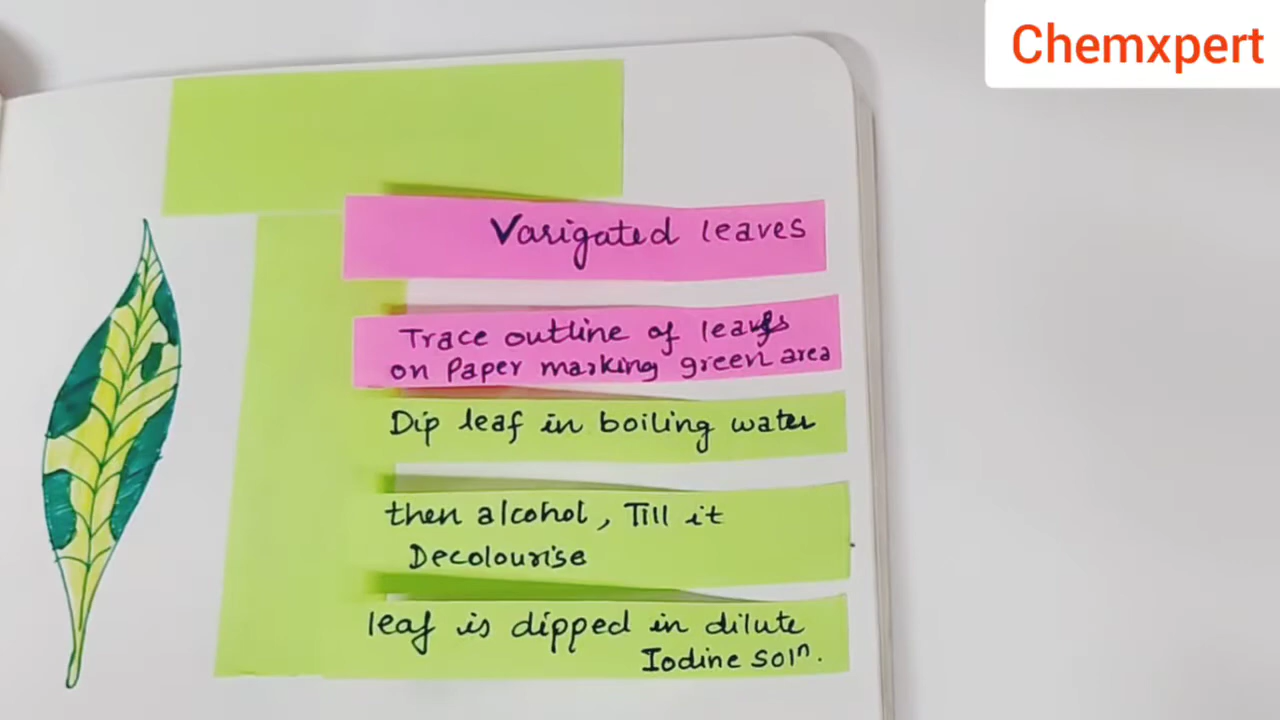 Chemxpert
Varigated leaves
Trace outline of leaves
on Paper marking green area
Dip leaf in boiling water
then alcohol, Till it
Decolourise
leaf is dipped in dilute
Iodine solⁿ.